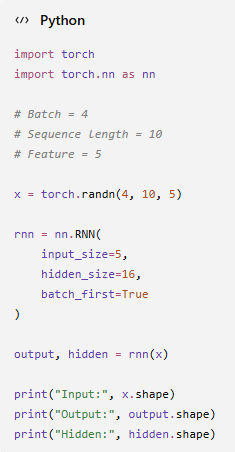 </> Python
import torch
import torch.nn as nn
# Batch = 4
# Sequence length = 10
# Feature = 5
x = torch.randn(4, 10, 5)
rnn = nn.RNN(
    input_size=5,
    hidden_size=16,
    batch_first=True
)
output, hidden = rnn(x)
print("Input:", x.shape)
print("Output:", output.shape)
print("Hidden:", hidden.shape)